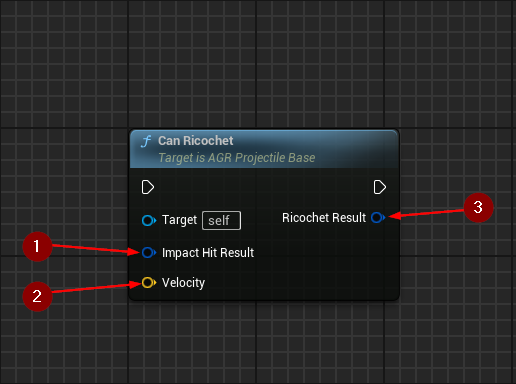 f Can Ricochet
Target is AGR Projectile Base
Target self
Ricochet Result
3
1
Impact Hit Result
2
Velocity